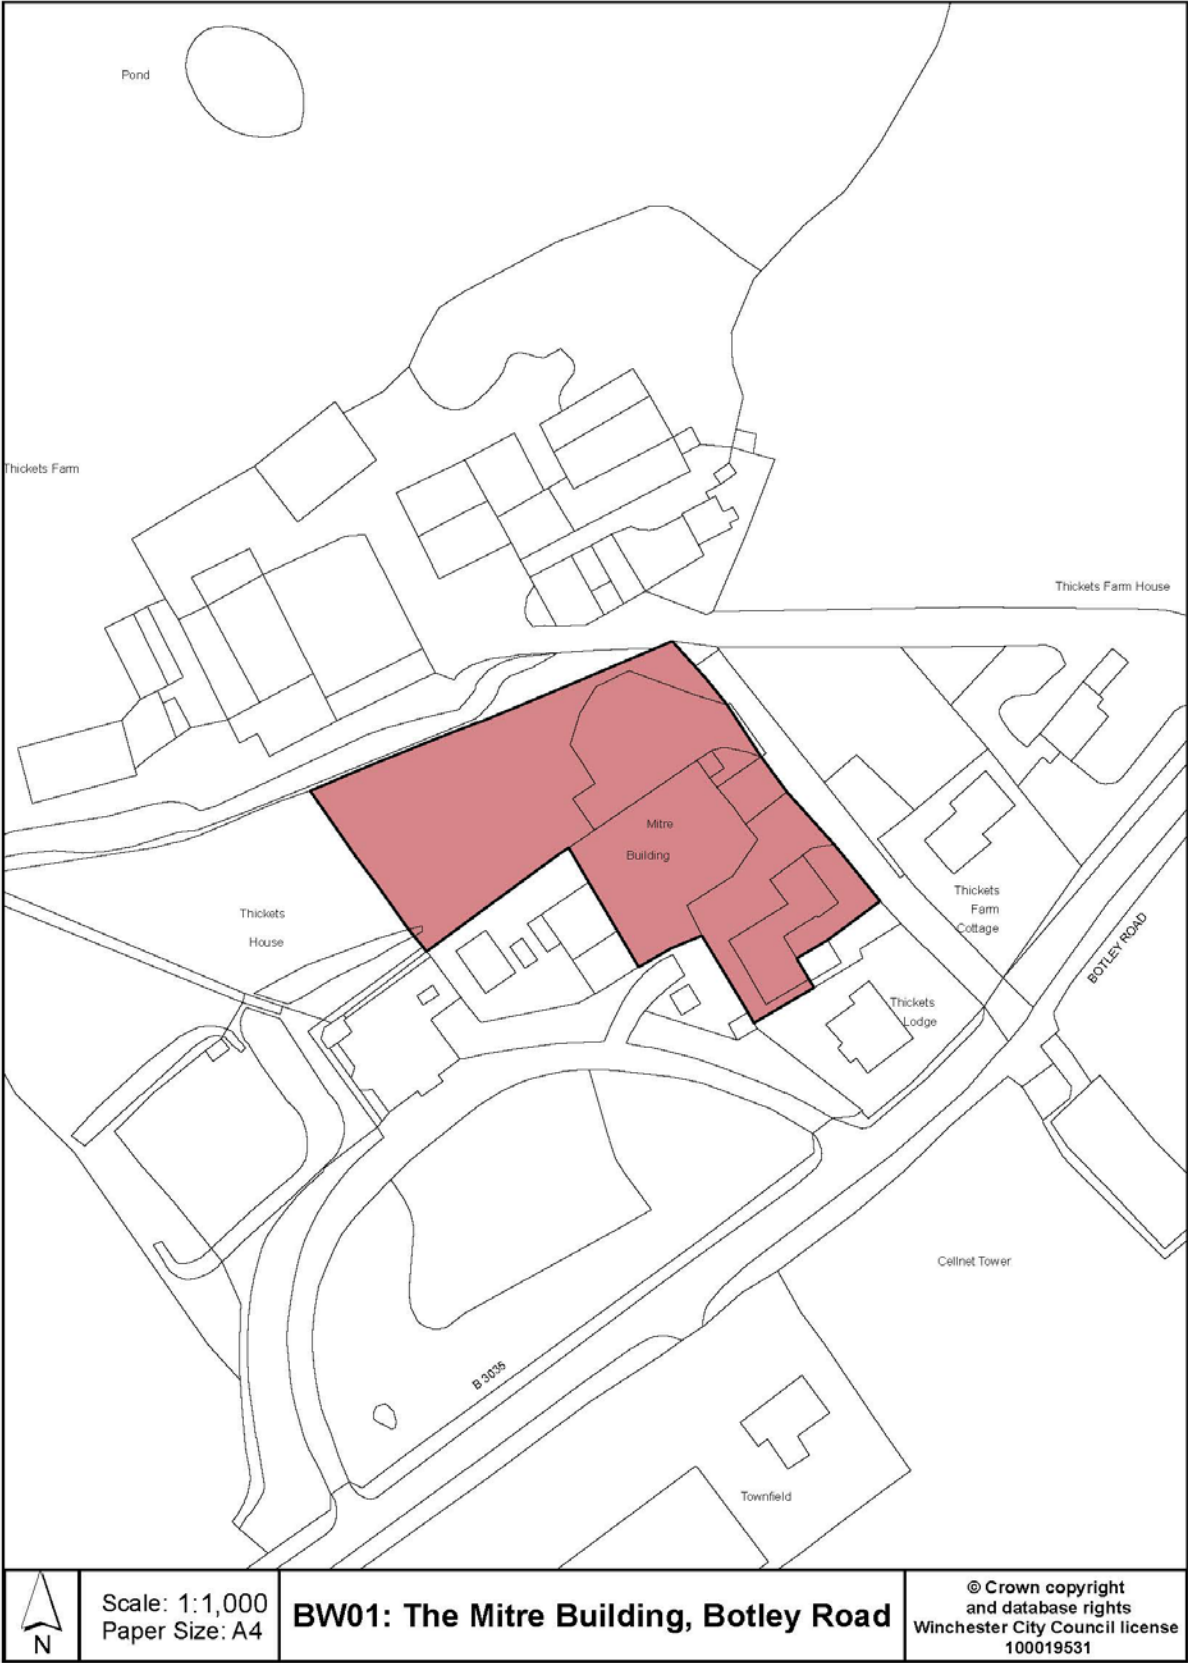 Pond
Thickets Farm
Thickets Farm House
Mitre
Building
Thickets
Farm
Cottage
Thickets
House
BOTLEY ROAD
Thickets
Lodge
Cellnet Tower
B 3035
Townfield
N
Scale: 1:1,000
Paper Size: A4
BW01: The Mitre Building, Botley Road
© Crown copyright
and database rights
Winchester City Council license
100019531